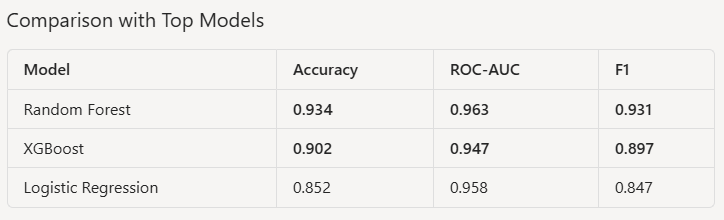 Comparison with Top Models
Model Accuracy ROC-AUC F1
Random Forest 0.934 0.963 0.931
XGBoost 0.902 0.947 0.897
Logistic Regression 0.852 0.958 0.847